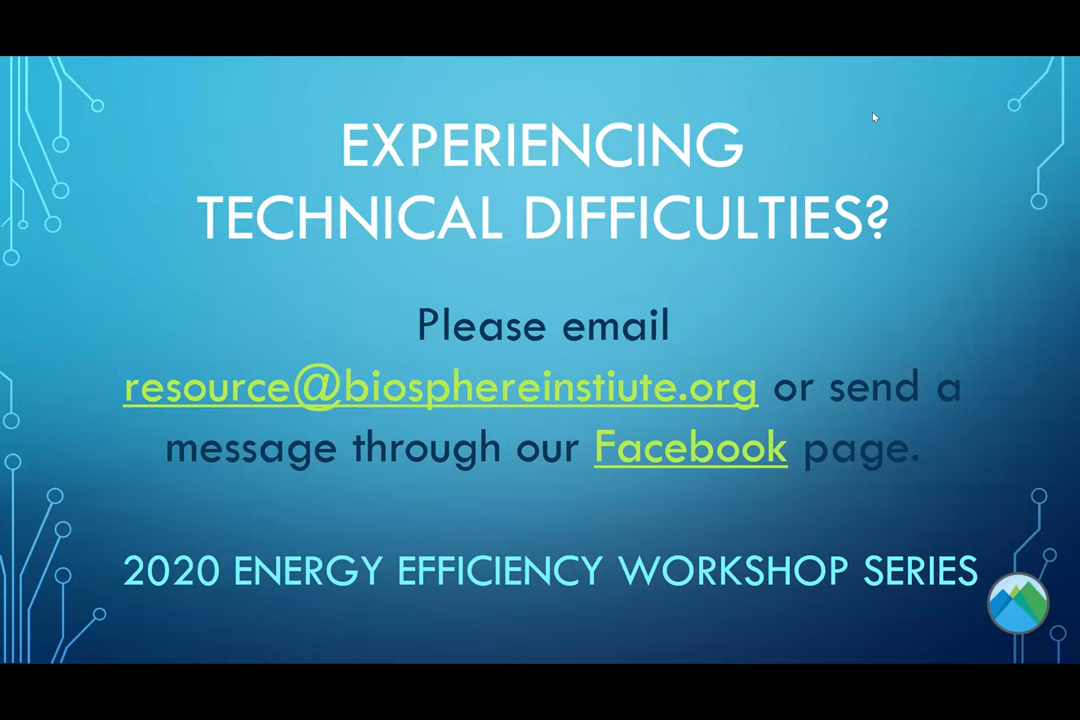 EXPERIENCING
TECHNICAL DIFFICULTIES?
Please email
resource@biosphereinstiute.org or send a
message through our Facebook page.
2020 ENERGY EFFICIENCY WORKSHOP SERIES